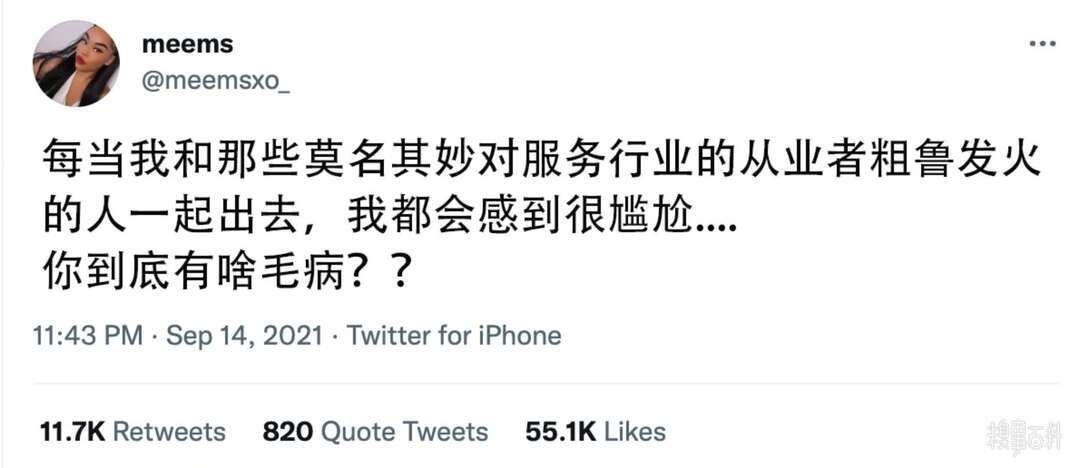 meems
@meemsxo_
每当我和那些莫名其妙对服务行业的从业者粗鲁发火
的人一起出去，我都会感到很尴尬....
你到底有啥毛病？？
11:43 PM · Sep 14, 2021 · Twitter for iPhone
11.7K Retweets 820 Quote Tweets 55.1K Likes